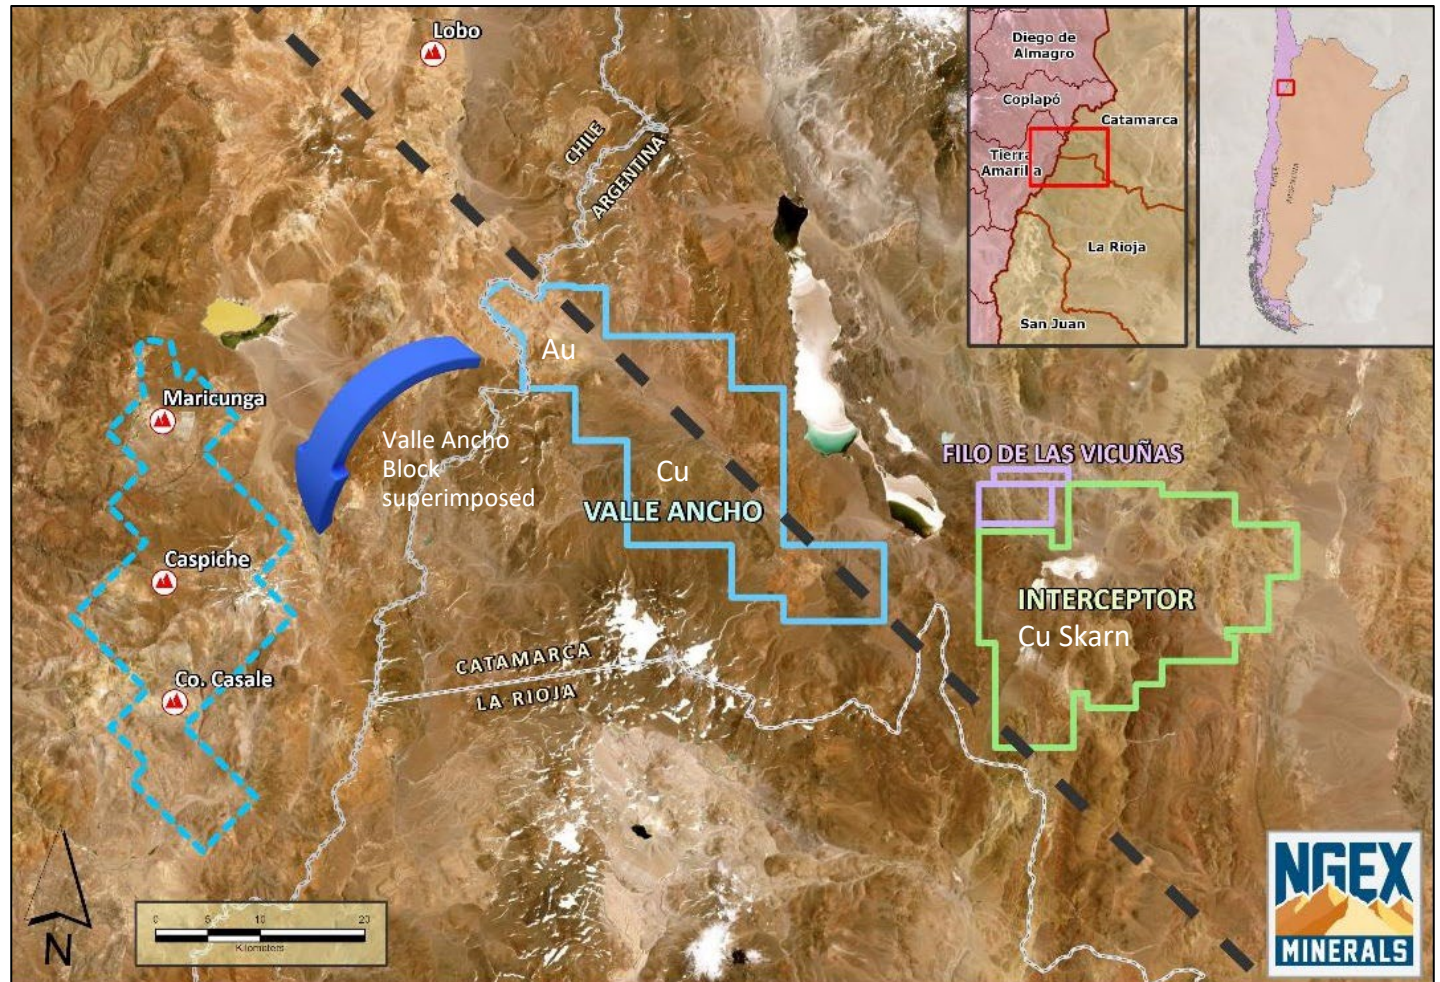 Lobo
CHILE
ARGENTINA
Diego de
Almagro
Copiapó
Catamarca
Tierra
Amarilla
La Rioja
San Juan
Au
Maricunga
Valle Ancho
Block
superimposed
Cu
VALLE ANCHO
FILO DE LAS VICUÑAS
Caspiche
INTERCEPTOR
Cu Skarn
Co. Casale
CATAMARCA
LA RIOJA
N
0 5 10 20
Kilometers
NGEX
MINERALS